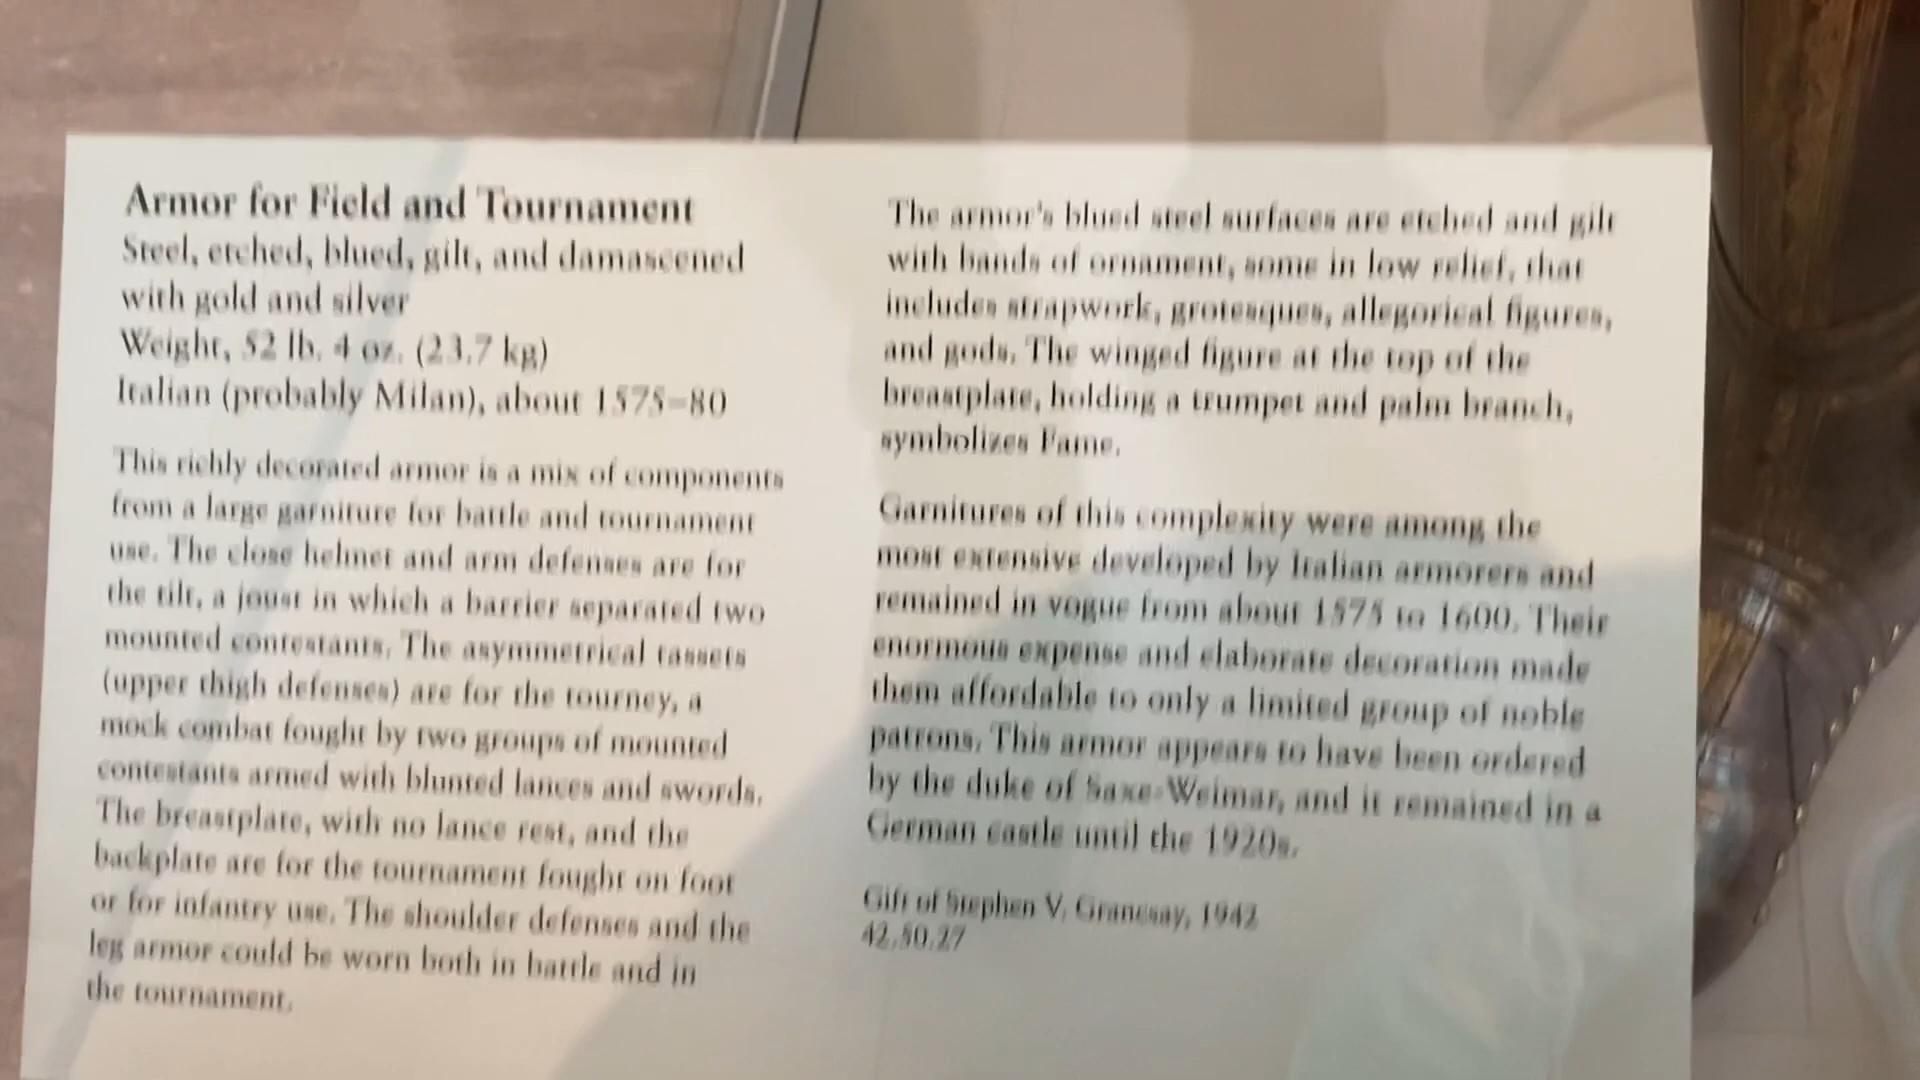 Armor for Field and Tournament
Steel, etched, blued, gilt, and damascened
with gold and silver
Weight, 52 lb. 4 oz. (23.7 kg)
Italian (probably Milan), about 1575–80
This richly decorated armor is a mix of components
from a large garniture for battle and tournament
use. The close helmet and arm defenses are for
the tilt, a joust in which a barrier separated two
mounted contestants. The asymmetrical tassets
(upper thigh defenses) are for the tourney, a
mock combat fought by two groups of mounted
contestants armed with blunted lances and swords.
The breastplate, with no lance rest, and the
backplate are for the tournament fought on foot
or for infantry use. The shoulder defenses and the
leg armor could be worn both in battle and in
the tournament.
The armor's blued steel surfaces are etched and gilt
with bands of ornament, some in low relief, that
includes strapwork, grotesques, allegorical figures,
and gods. The winged figure at the top of the
breastplate, holding a trumpet and palm branch,
symbolizes Fame.
Garnitures of this complexity were among the
most extensive developed by Italian armorers and
remained in vogue from about 1575 to 1600. Their
enormous expense and elaborate decoration made
them affordable to only a limited group of noble
patrons. This armor appears to have been ordered
by the duke of Saxe-Weimar, and it remained in a
German castle until the 1920s.
Gift of Stephen V. Grancsay, 1942
42.50.27